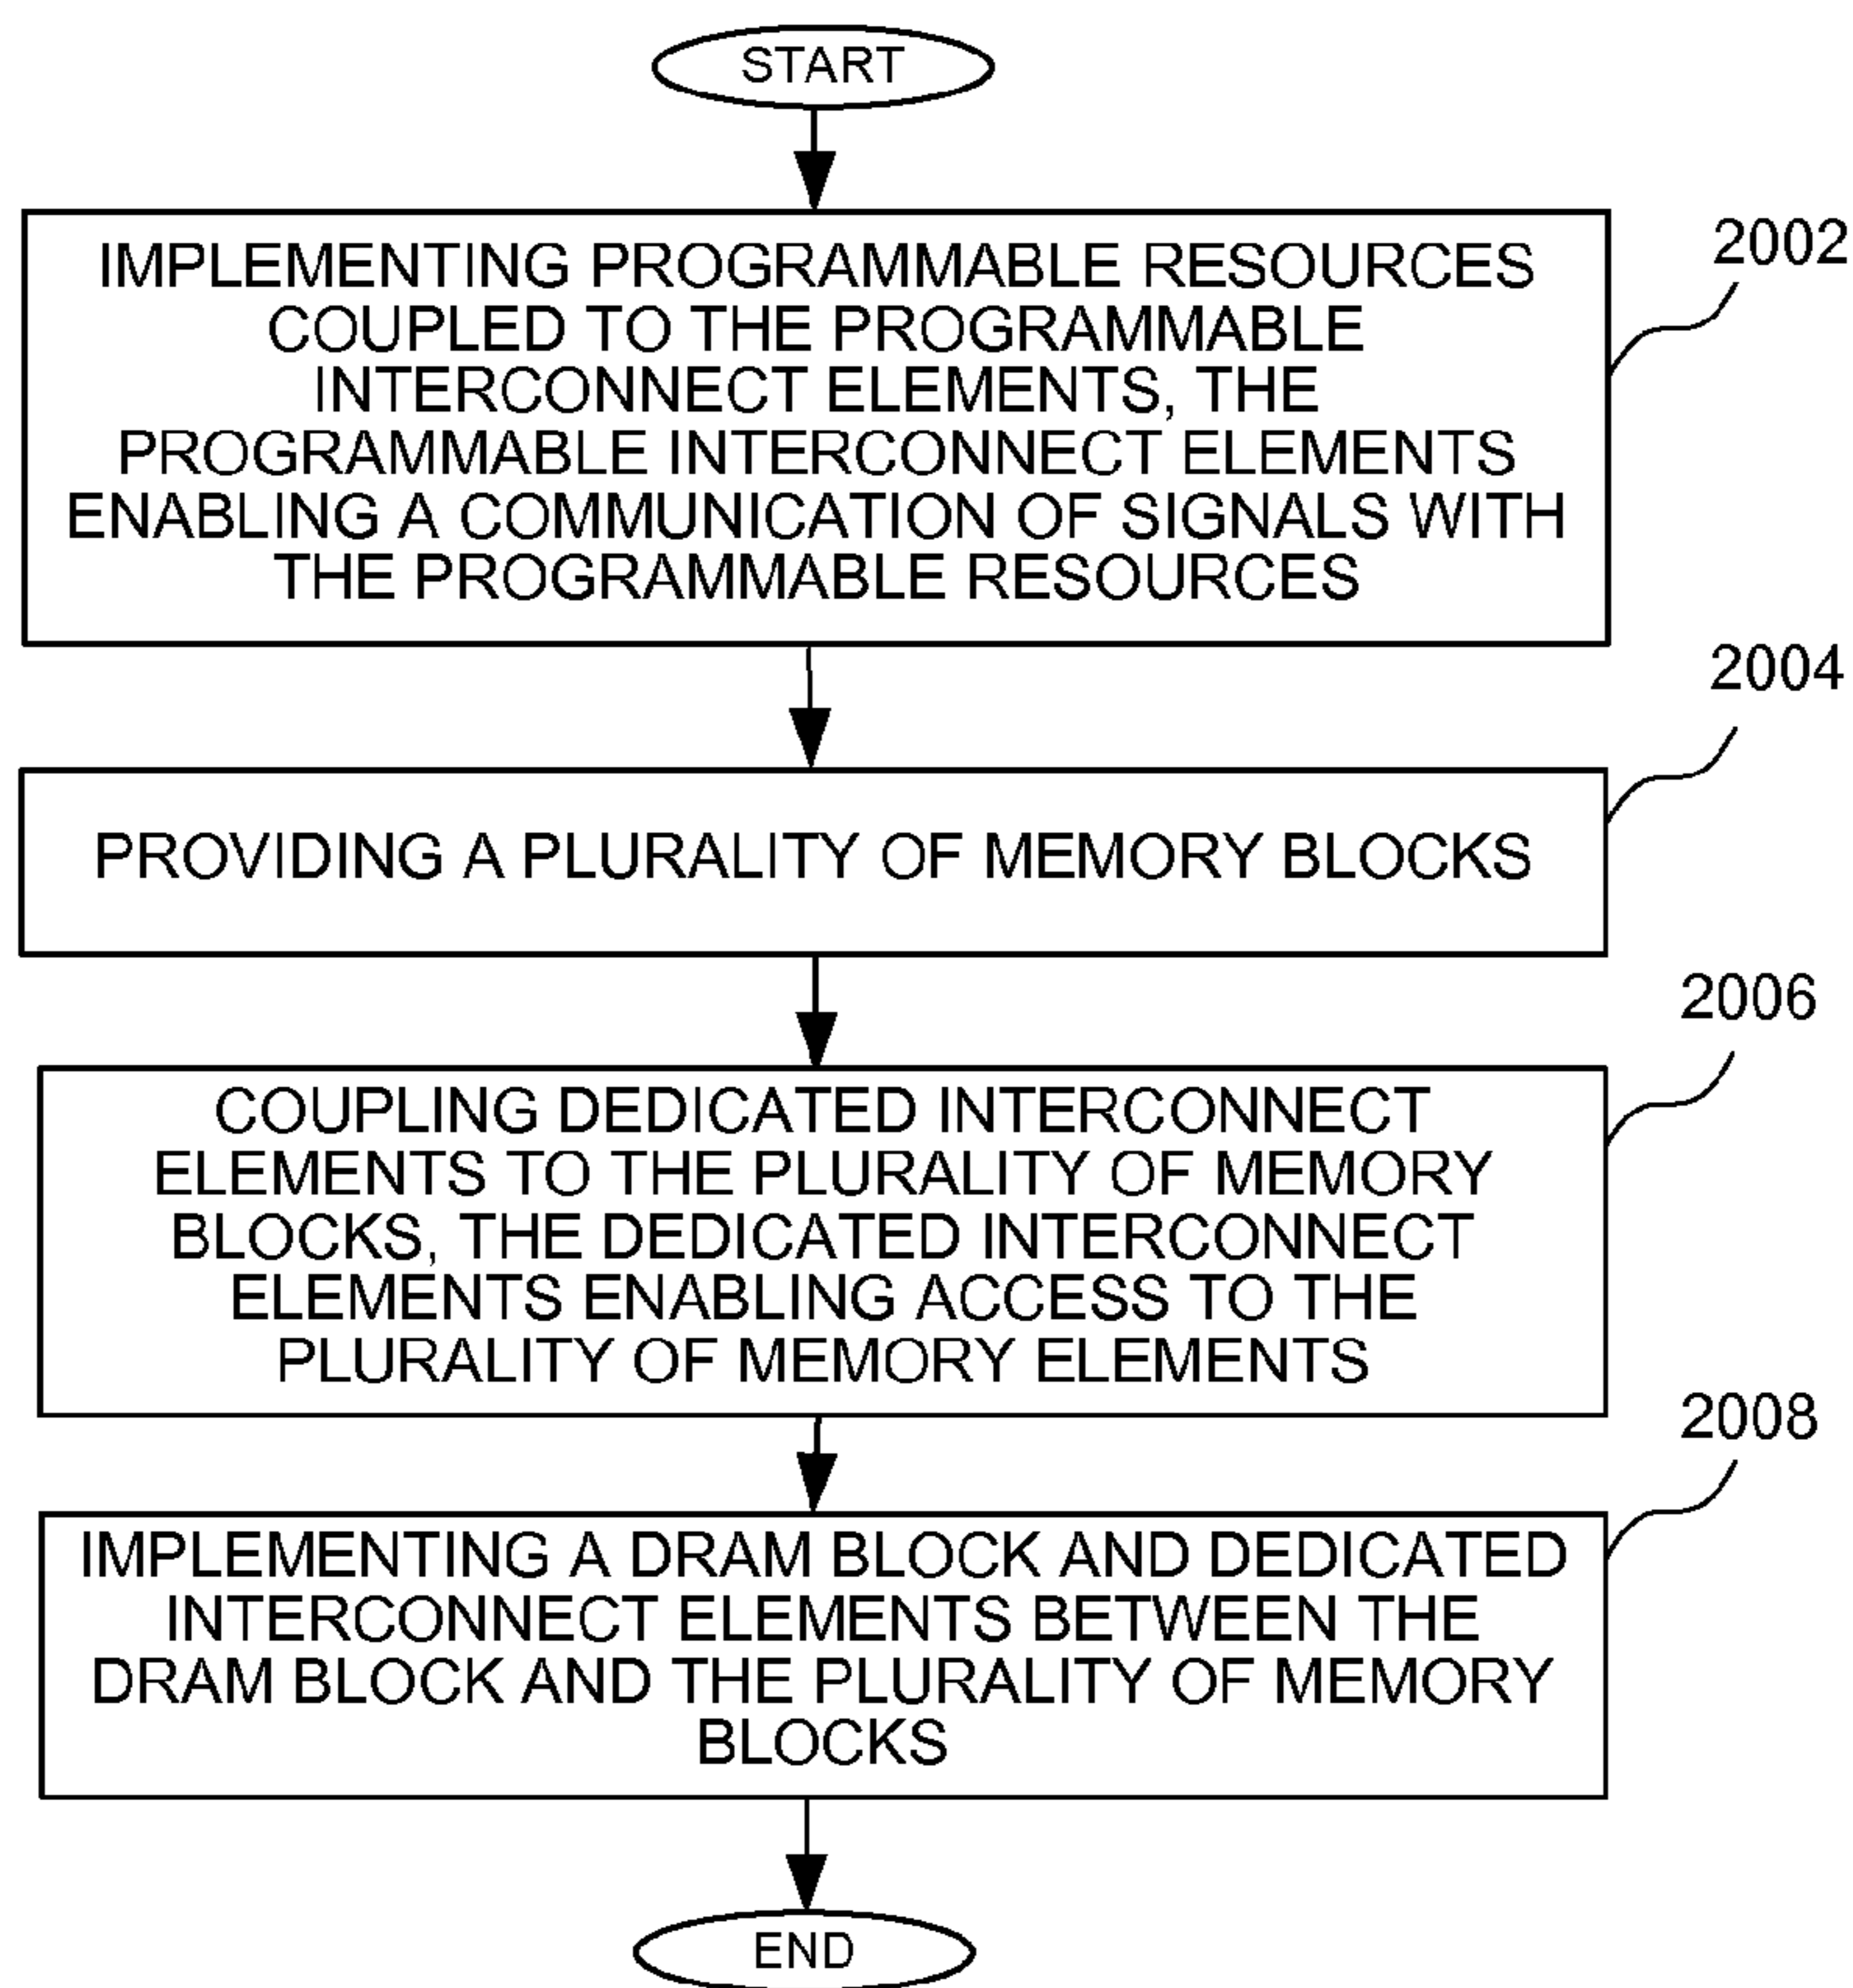 START
IMPLEMENTING PROGRAMMABLE RESOURCES
COUPLED TO THE PROGRAMMABLE
INTERCONNECT ELEMENTS, THE
PROGRAMMABLE INTERCONNECT ELEMENTS
ENABLING A COMMUNICATION OF SIGNALS WITH
THE PROGRAMMABLE RESOURCES
2002
PROVIDING A PLURALITY OF MEMORY BLOCKS
2004
COUPLING DEDICATED INTERCONNECT
ELEMENTS TO THE PLURALITY OF MEMORY
BLOCKS, THE DEDICATED INTERCONNECT
ELEMENTS ENABLING ACCESS TO THE
PLURALITY OF MEMORY ELEMENTS
2006
IMPLEMENTING A DRAM BLOCK AND DEDICATED
INTERCONNECT ELEMENTS BETWEEN THE
DRAM BLOCK AND THE PLURALITY OF MEMORY
BLOCKS
2008
END